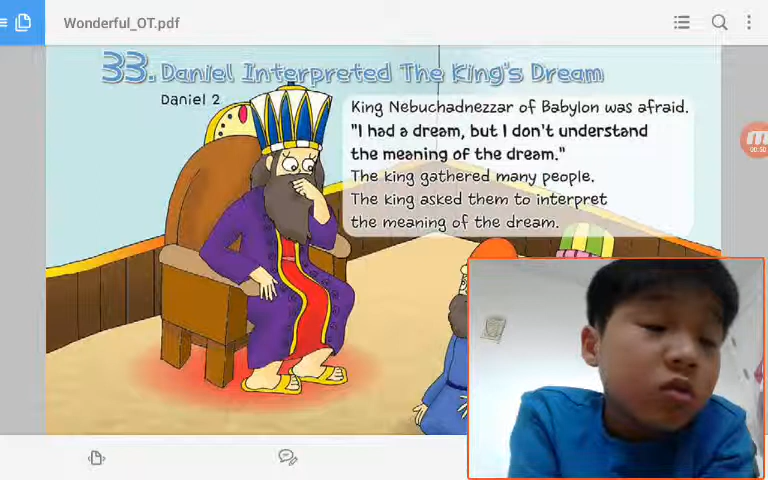 Wonderful_OT.pdf
33. Daniel Interpreted The King's Dream
Daniel 2
King Nebuchadnezzar of Babylon was afraid.
"I had a dream, but I don't understand
the meaning of the dream."
The king gathered many people.
The king asked them to interpret
the meaning of the dream.
00:50